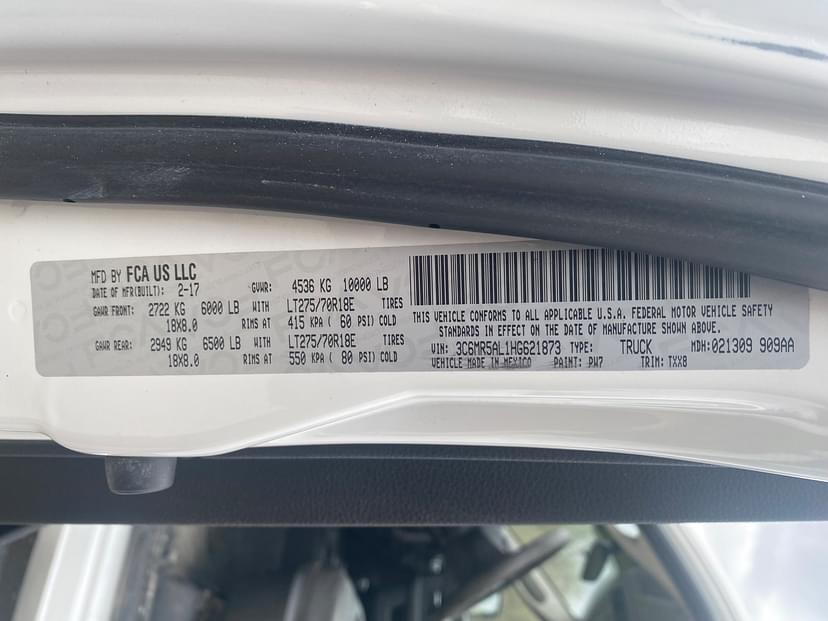 MFD BY FCA US LLC
DATE OF MFR(BUILT): 2-17 GVWR: 4536 KG 10000 LB
GAWR FRONT: 2722 KG 6000 LB WITH LT275/70R18E TIRES
18X8.0 RIMS AT 415 KPA ( 60 PSI) COLD
GAWR REAR: 2949 KG 6500 LB WITH LT275/70R18E TIRES
18X8.0 RIMS AT 550 KPA ( 80 PSI) COLD
THIS VEHICLE CONFORMS TO ALL APPLICABLE U.S.A. FEDERAL MOTOR VEHICLE SAFETY
STANDARDS IN EFFECT ON THE DATE OF MANUFACTURE SHOWN ABOVE.
VIN: 3C6MR5AL1HG621873 TYPE: TRUCK MDH: 021309 909AA
VEHICLE MADE IN MEXICO PAINT: PW7 TRIM: TXX8